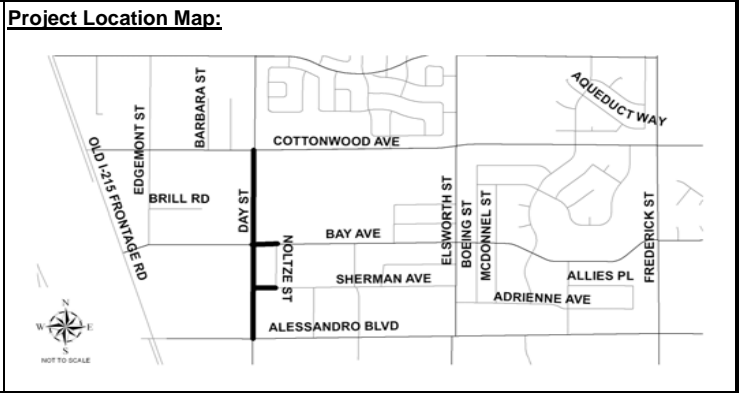 Project Location Map:
AQUEDUCT WAY
BARBARA ST
EDGEMONT ST
COTTONWOOD AVE
OLD I-215 FRONTAGE RD
BRILL RD
DAY ST
ELSWORTH ST
BOEING ST
MCDONNEL ST
FREDERICK ST
BAY AVE
NOLTZE ST
SHERMAN AVE
ALLIES PL
ADRIENNE AVE
ALESSANDRO BLVD
N
W
E
S
NOT TO SCALE